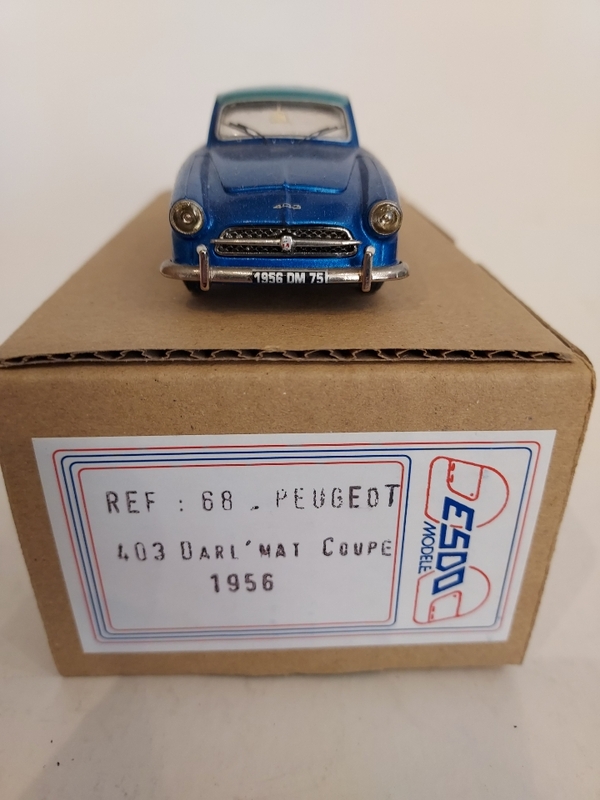 403
1956 DM 75
REF : 68 . PEUGEOT
403 DARL'MAT COUPE
1956
ESDO
MODELE